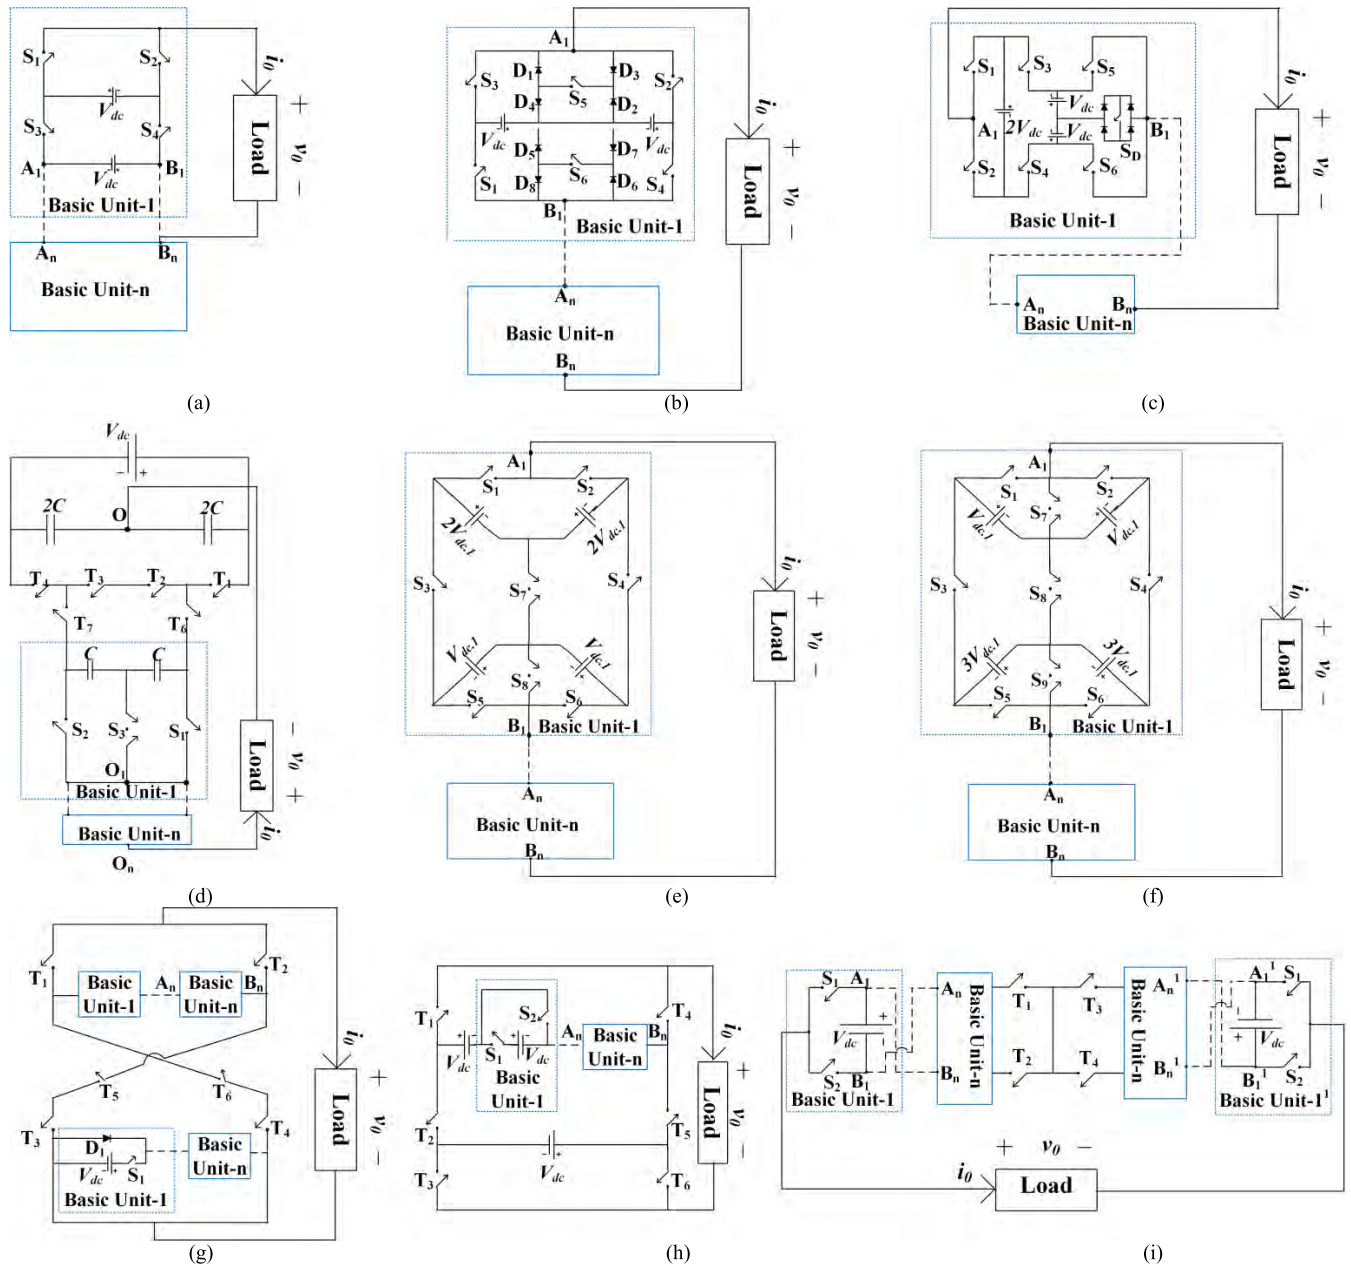 S1
S2
Vdc
S3
S4
A1
B1
Vdc
Basic Unit-1
An
Bn
Basic Unit-n
i0
Load
+ v0 −
(a)
A1
S3
D1
D3
S2
S5
D4
D2
Vdc
Vdc
D5
D7
S1
S6
S4
D8
D6
B1
Basic Unit-1
An
Basic Unit-n
Bn
i0
Load
+ v0 −
(b)
S1
S3
S5
Vdc
A1
2Vdc
Vdc
B1
SD
S2
S4
S6
Basic Unit-1
An
Bn
Basic Unit-n
i0
Load
+ v0 −
(c)
Vdc
− +
2C
O
2C
T4
T3
T2
T1
T7
T6
C
C
S2
S3
S1
O1
Basic Unit-1
Basic Unit-n
On
Load
− v0 +
i0
(d)
A1
S1
S2
2Vdc.1
2Vdc.1
S3
S7
S4
Vdc.1
Vdc.1
S8
S5
S6
B1
Basic Unit-1
An
Basic Unit-n
Bn
i0
Load
+ v0 −
(e)
A1
S1
S2
S7
Vdc.1
Vdc.1
S3
S8
S4
3Vdc.1
3Vdc.1
S9
S5
S6
B1
Basic Unit-1
An
Basic Unit-n
Bn
i0
Load
+ v0 −
(f)
T1
T2
Basic
Unit-1
An
Basic
Unit-n
Bn
T5
T6
T3
T4
D1
Vdc
S1
Basic Unit-1
Basic
Unit-n
i0
Load
+ v0 −
(g)
T1
S2
T4
Vdc
S1
Vdc
An
Basic
Unit-n
Bn
Basic
Unit-1
T2
T5
Vdc
T3
T6
i0
Load
+ v0 −
(h)
S1
A1
+
Vdc
S2
B1
Basic Unit-1
An
Bn
Basic Unit-n
T1
T3
T2
T4
Basic Unit-n
An1
Bn1
A11
S1
Vdc
+
B11
S2
Basic Unit-11
+ v0 −
i0
Load
(i)